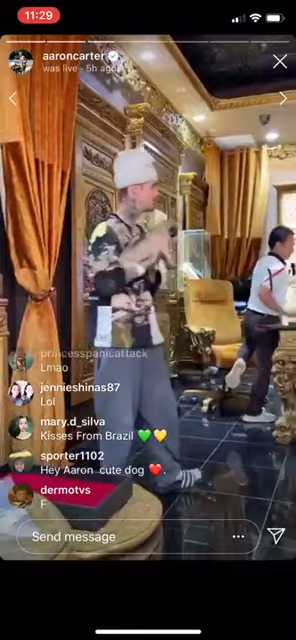 11:29
aaroncarter
was live · 5h ago
princesspanicattack
Lmao
jennieshinas87
Lol
mary.d_silva
Kisses From Brazil 💚💛
sporter1102
Hey Aaron cute dog ❤️.
dermotvs
F
Send message